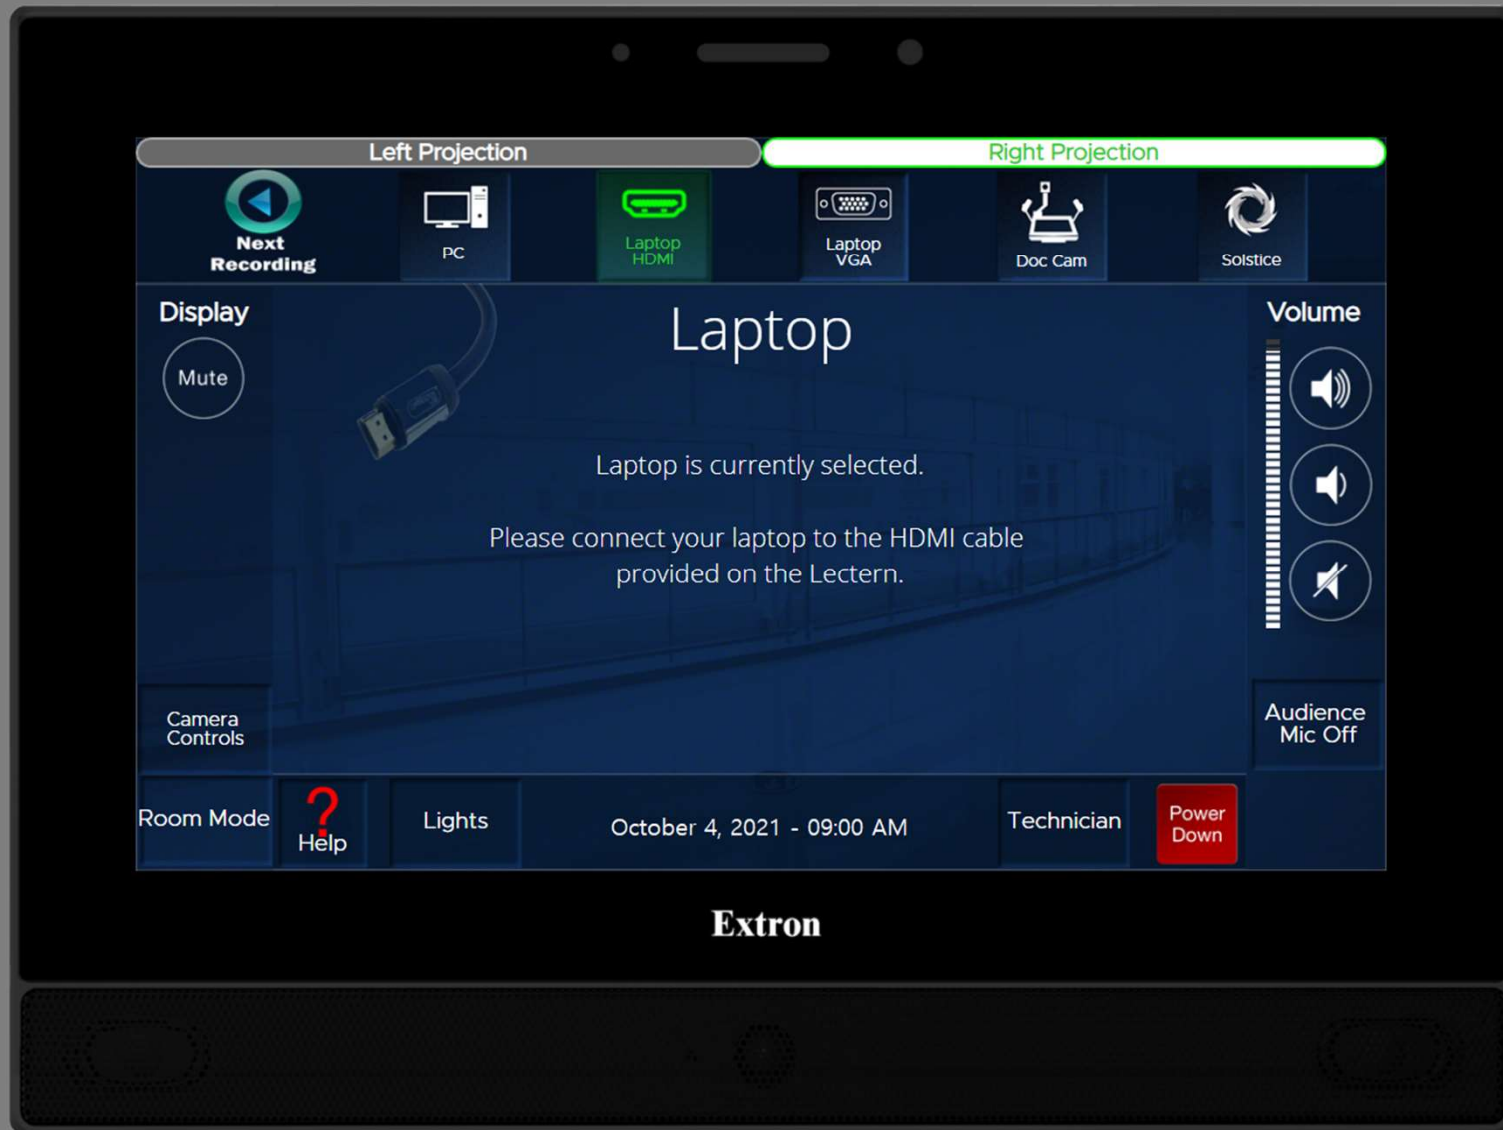 Left Projection
Right Projection
Next
Recording
PC
Laptop
HDMI
Laptop
VGA
Doc Cam
Solstice
Display
Mute
Laptop
Volume
Laptop is currently selected.
Please connect your laptop to the HDMI cable
provided on the Lectern.
Camera
Controls
Audience
Mic Off
Room Mode
?
Help
Lights
October 4, 2021 - 09:00 AM
Technician
Power
Down
Extron